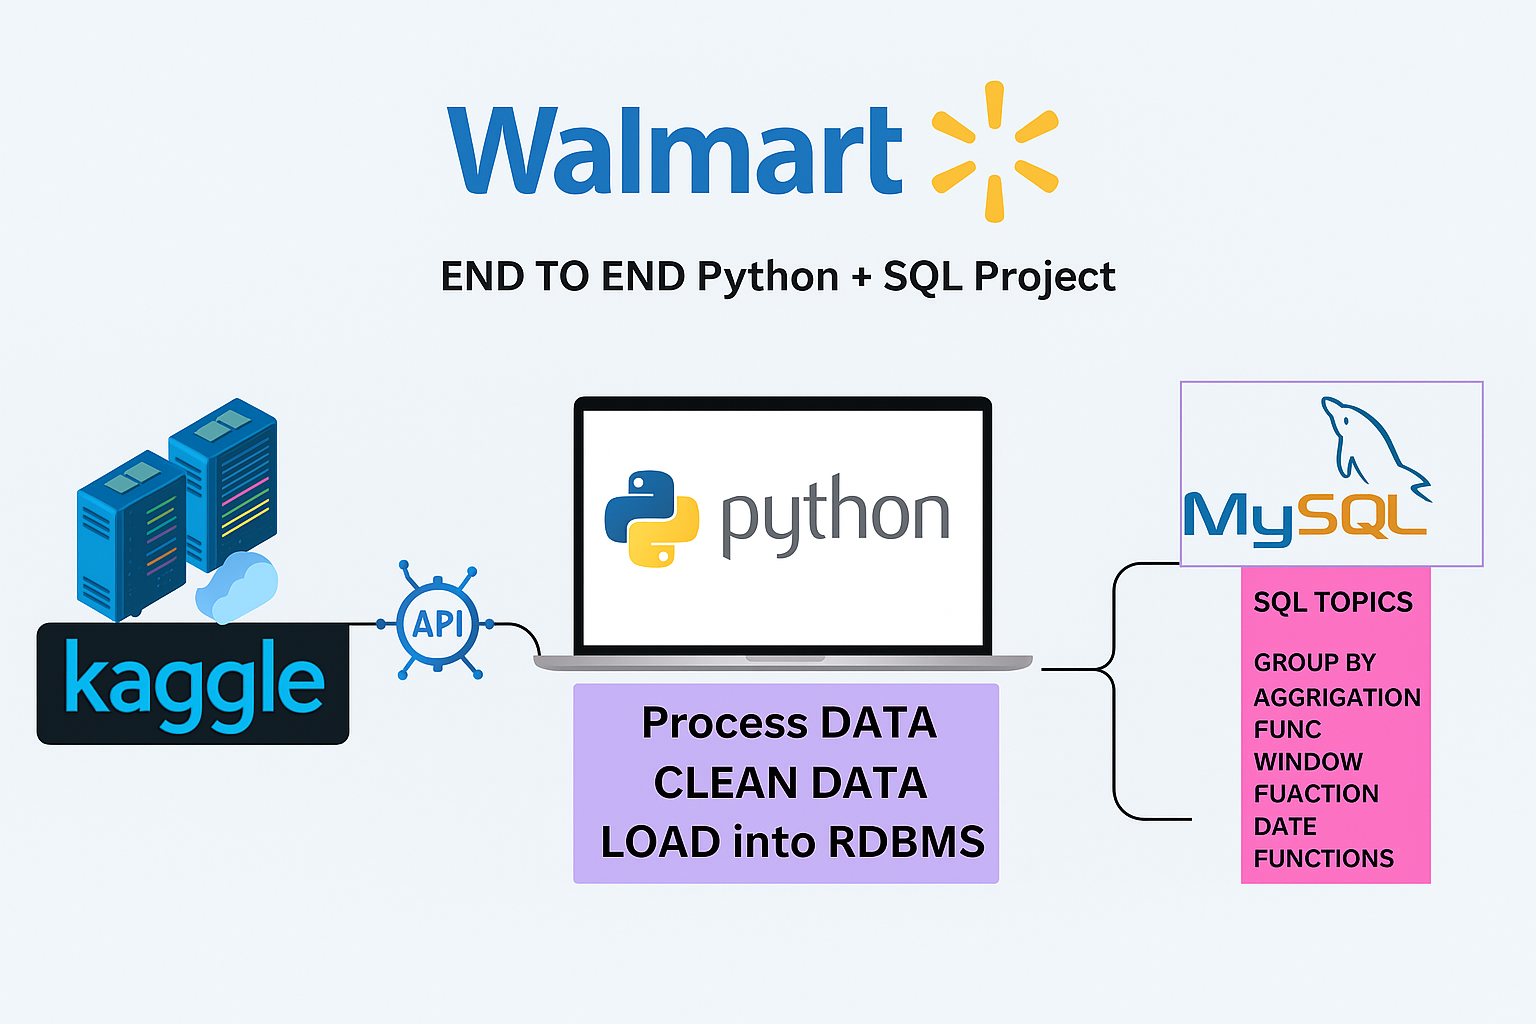 Walmart
END TO END Python + SQL Project
kaggle
API
python
Process DATA
CLEAN DATA
LOAD into RDBMS
MySQL
SQL TOPICS
GROUP BY
AGGRIGATION
FUNC
WINDOW
FUACTION
DATE
FUNCTIONS